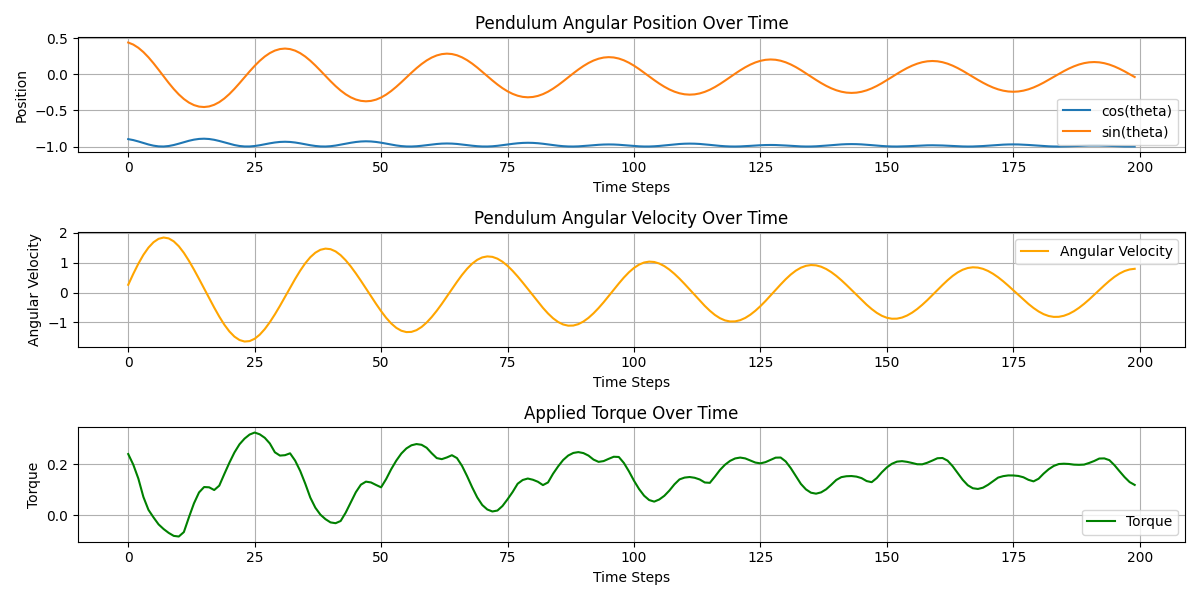 Pendulum Angular Position Over Time
0.5
0.0
−0.5
−1.0
Position
cos(theta)
sin(theta)
0 25 50 75 100 125 150 175 200
Time Steps
Pendulum Angular Velocity Over Time
2
1
0
−1
Angular Velocity
Angular Velocity
0 25 50 75 100 125 150 175 200
Time Steps
Applied Torque Over Time
0.2
0.0
Torque
Torque
0 25 50 75 100 125 150 175 200
Time Steps